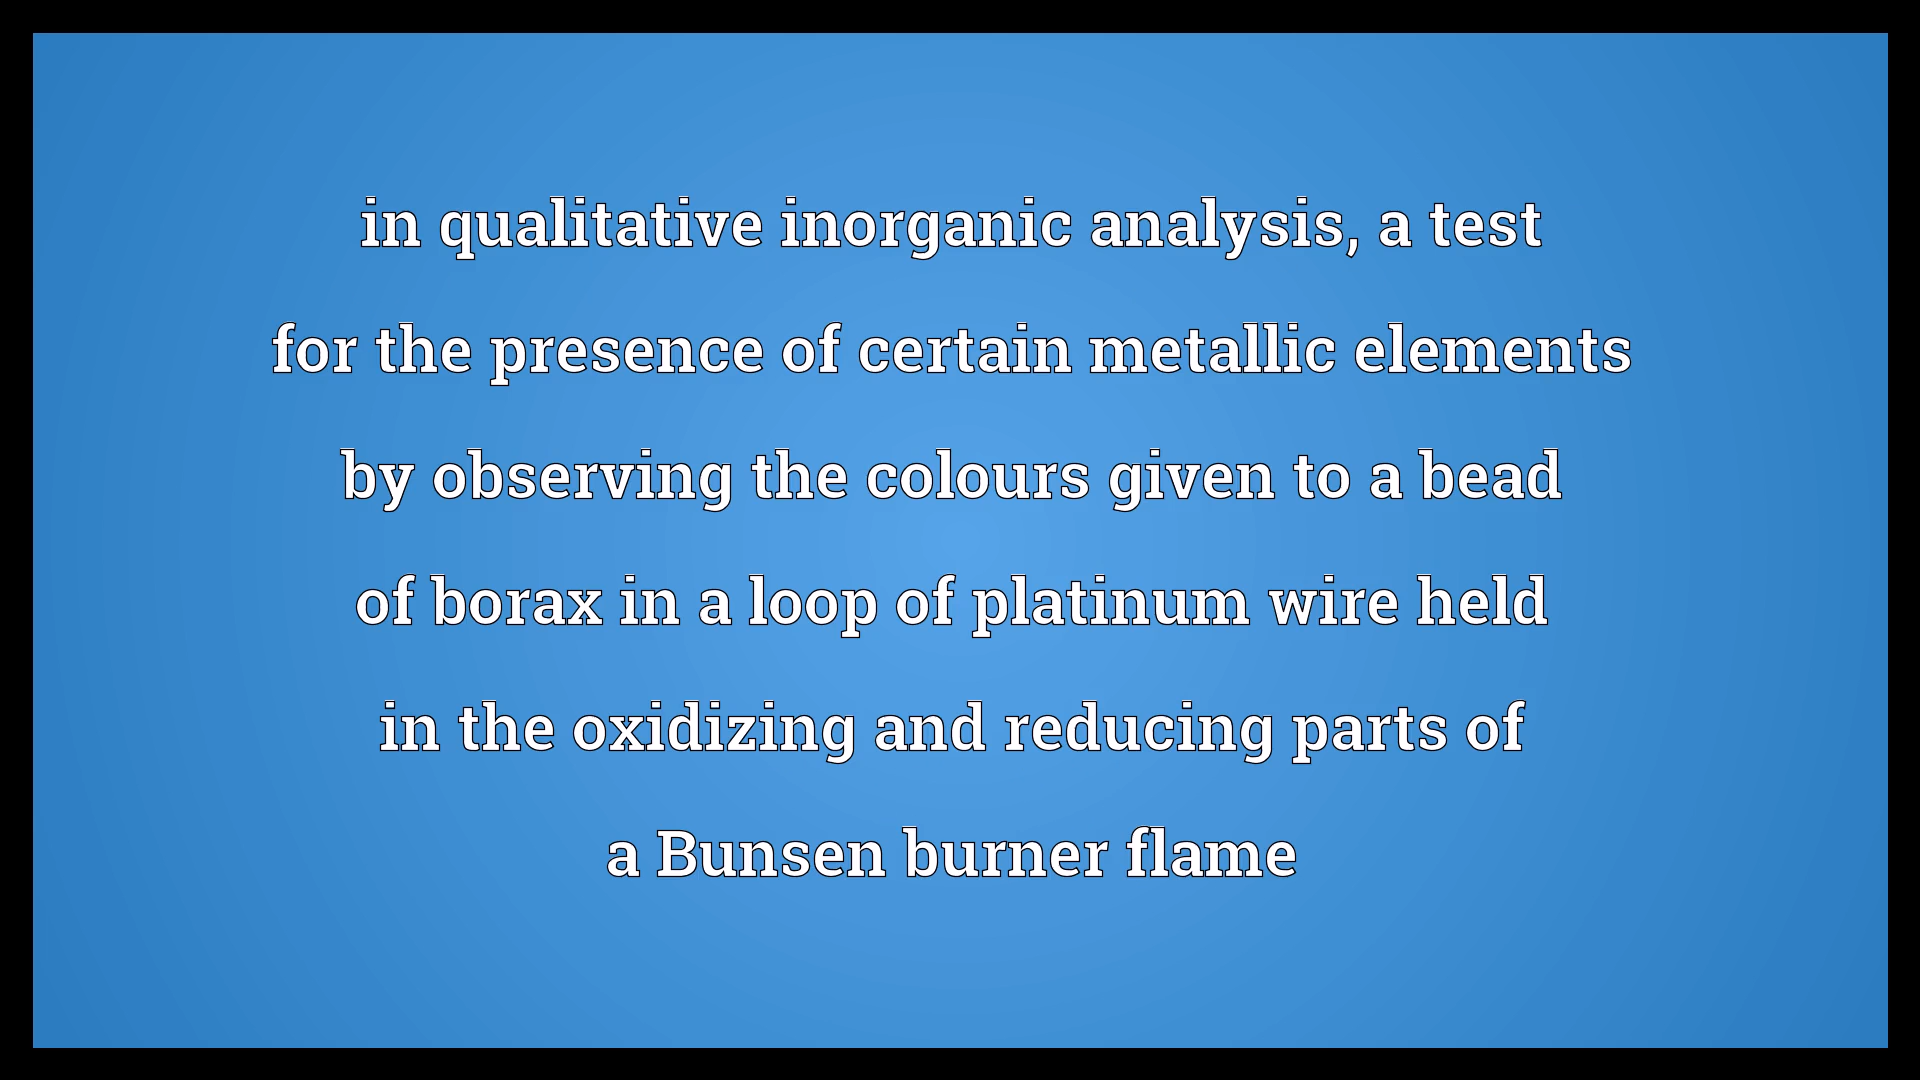 in qualitative inorganic analysis, a test
for the presence of certain metallic elements
by observing the colours given to a bead
of borax in a loop of platinum wire held
in the oxidizing and reducing parts of
a Bunsen burner flame